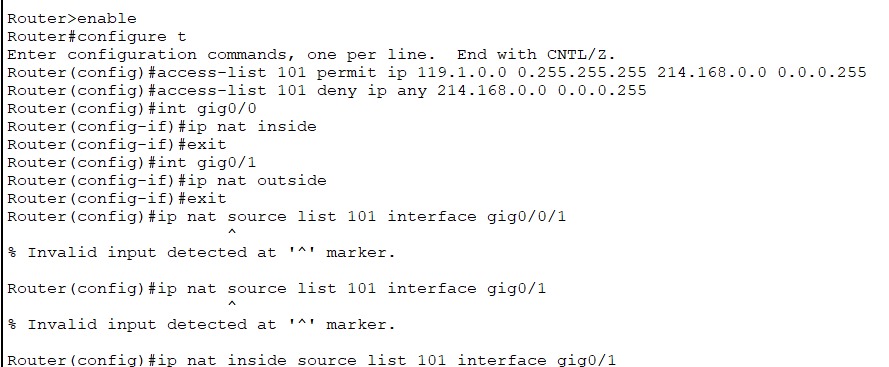 Router>enable
Router#configure t
Enter configuration commands, one per line.  End with CNTL/Z.
Router(config)#access-list 101 permit ip 119.1.0.0 0.255.255.255 214.168.0.0 0.0.0.255
Router(config)#access-list 101 deny ip any 214.168.0.0 0.0.0.255
Router(config)#int gig0/0
Router(config-if)#ip nat inside
Router(config-if)#exit
Router(config)#int gig0/1
Router(config-if)#ip nat outside
Router(config-if)#exit
Router(config)#ip nat source list 101 interface gig0/0/1
^
% Invalid input detected at '^' marker.
Router(config)#ip nat source list 101 interface gig0/1
^
% Invalid input detected at '^' marker.
Router(config)#ip nat inside source list 101 interface gig0/1